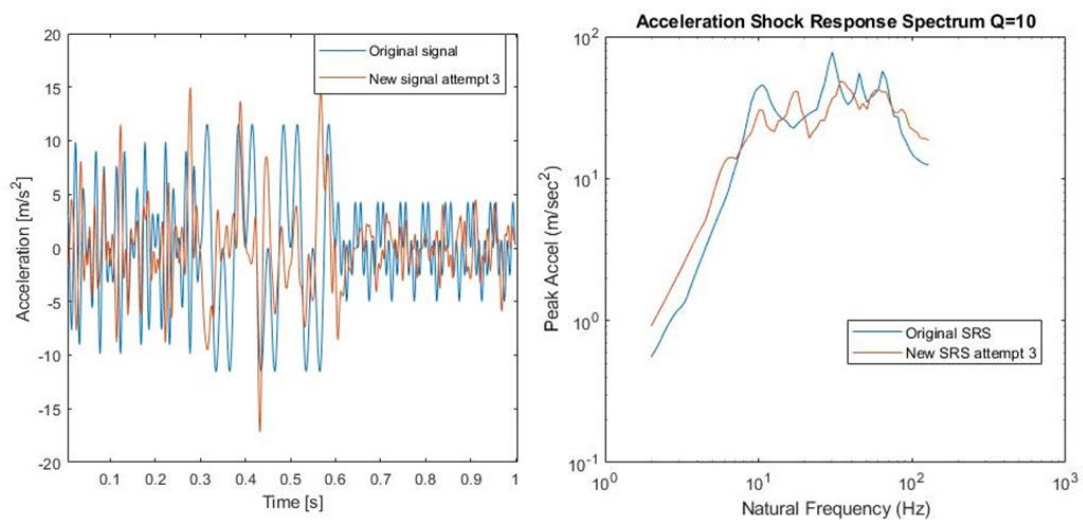 20
15
10
5
0
-5
-10
-15
-20
Acceleration [m/s²]
Original signal
New signal attempt 3
0.1 0.2 0.3 0.4 0.5 0.6 0.7 0.8 0.9 1
Time [s]
Acceleration Shock Response Spectrum Q=10
10²
10¹
10⁰
10⁻¹
Peak Accel (m/sec²)
Original SRS
New SRS attempt 3
10⁰ 10¹ 10² 10³
Natural Frequency (Hz)